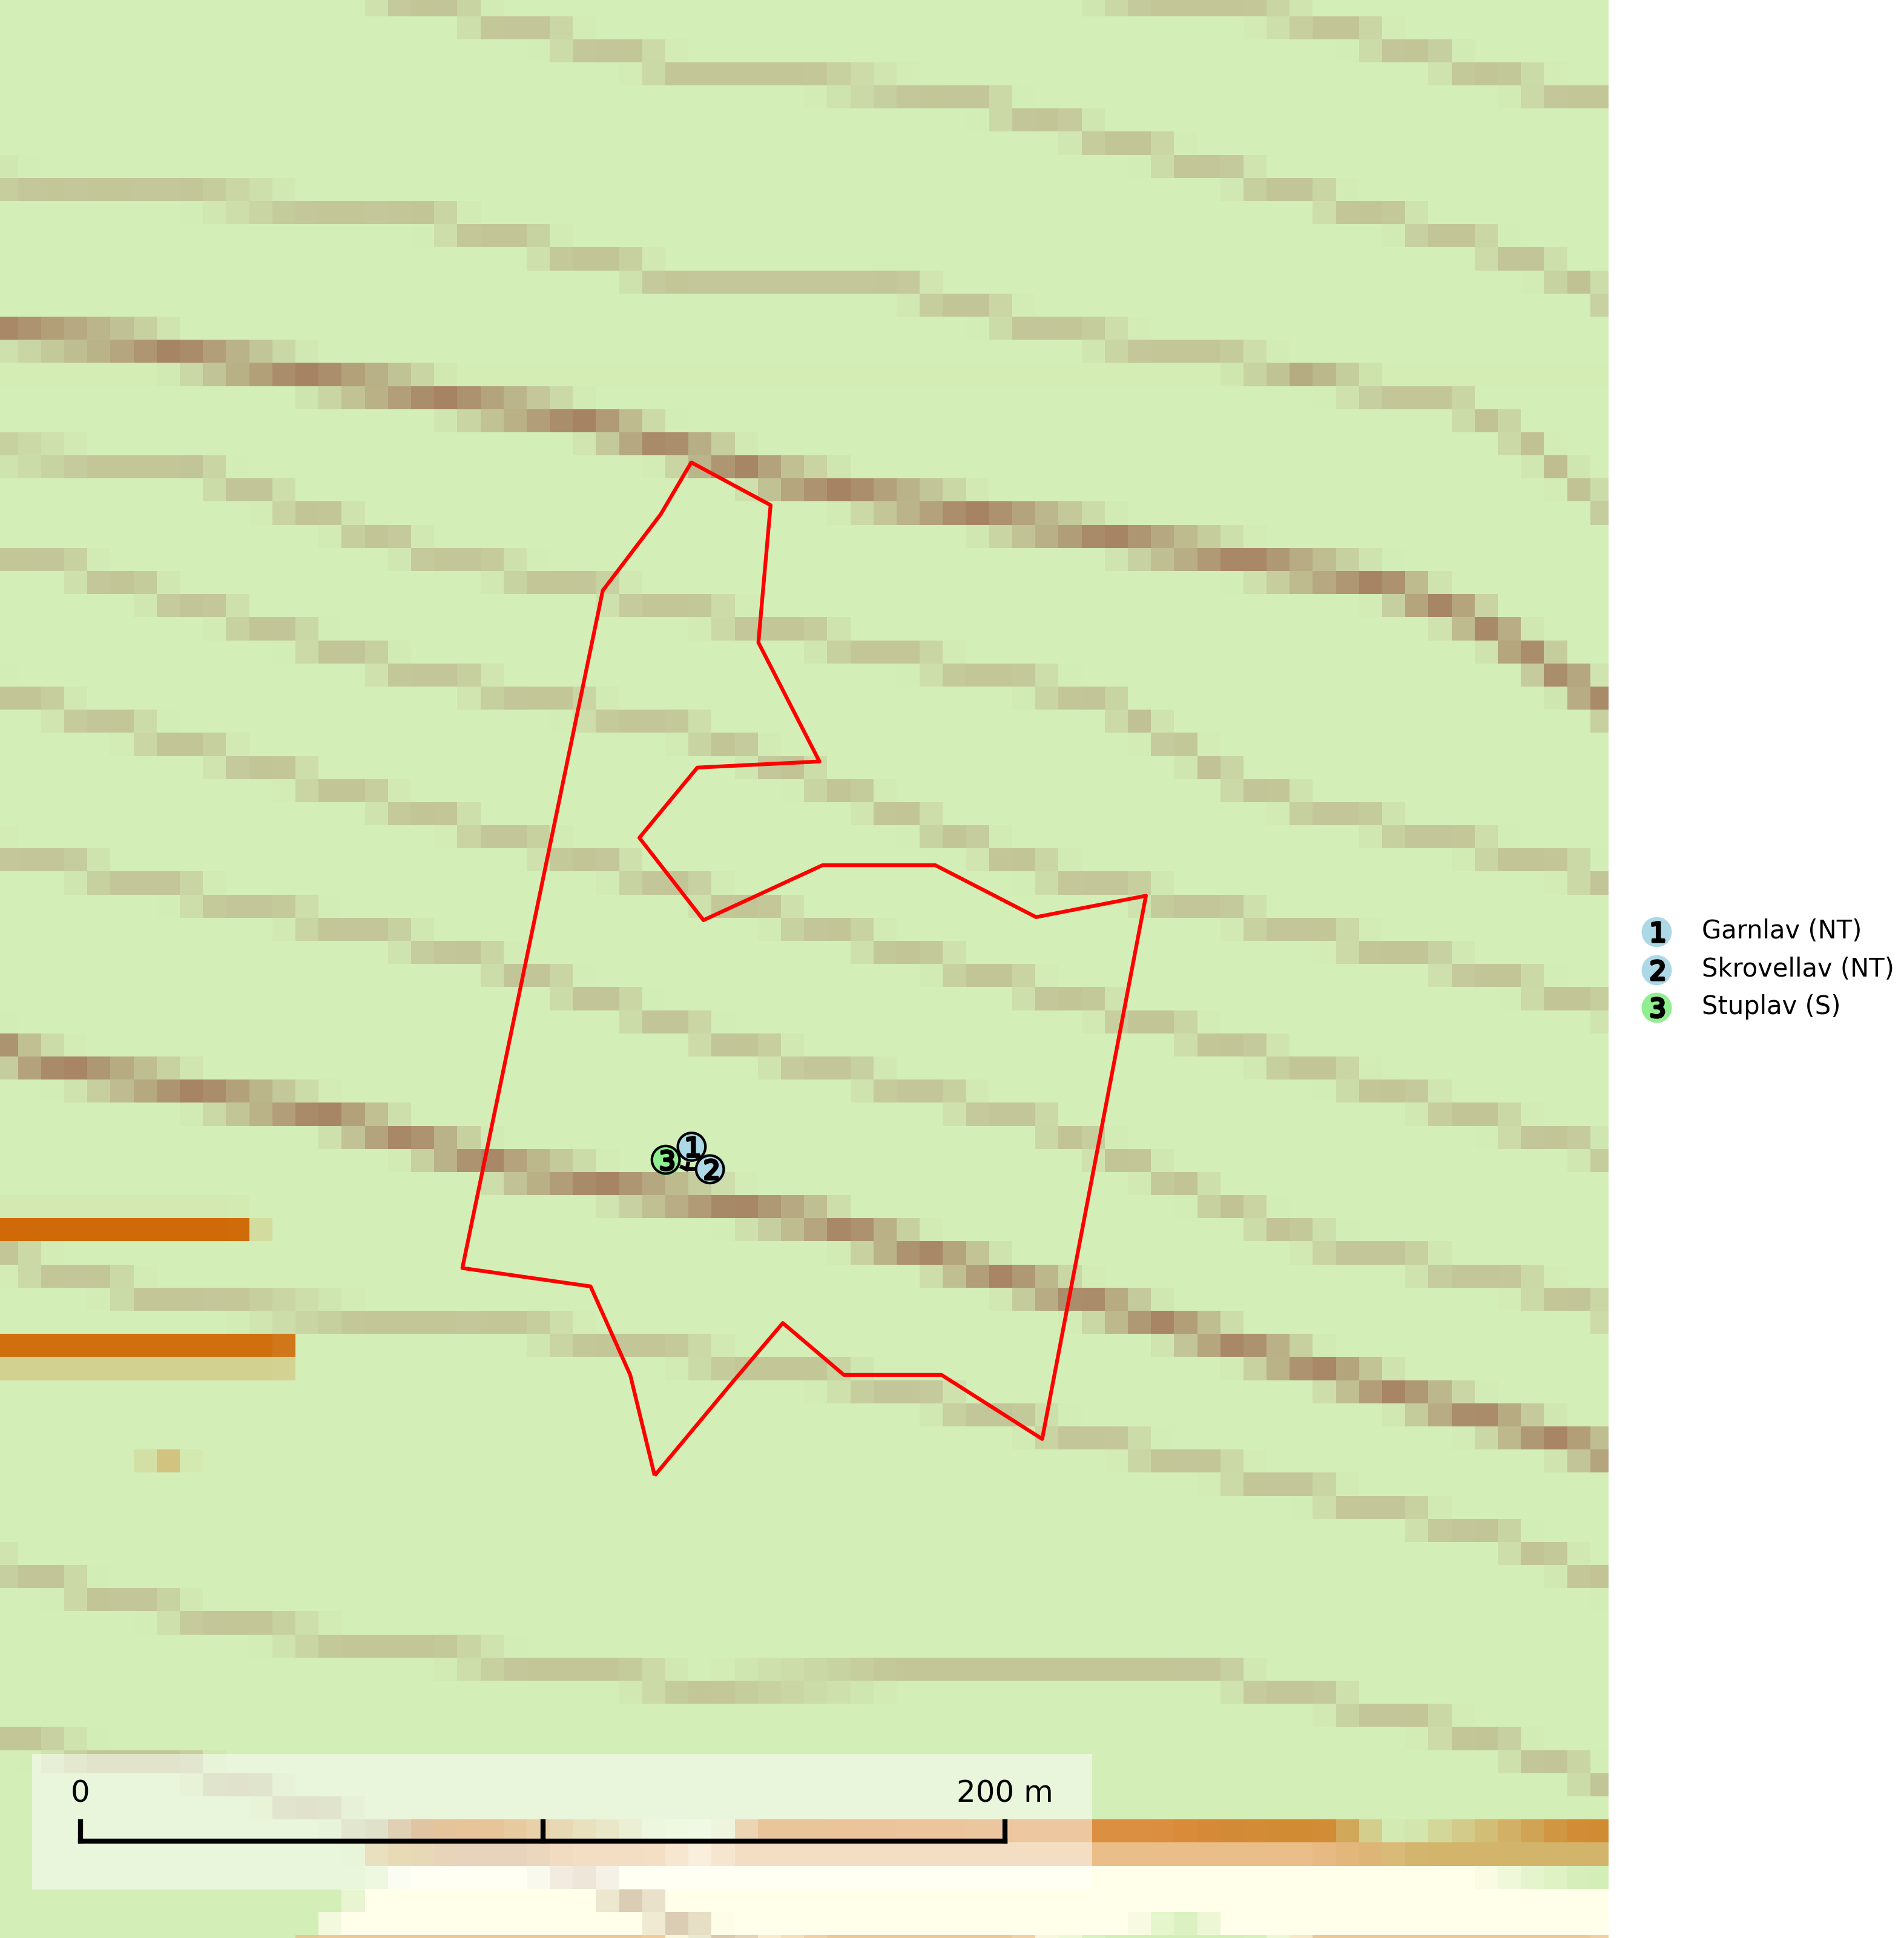 3 1 2
1 Garnlav (NT)
2 Skrovellav (NT)
3 Stuplav (S)
0 200 m